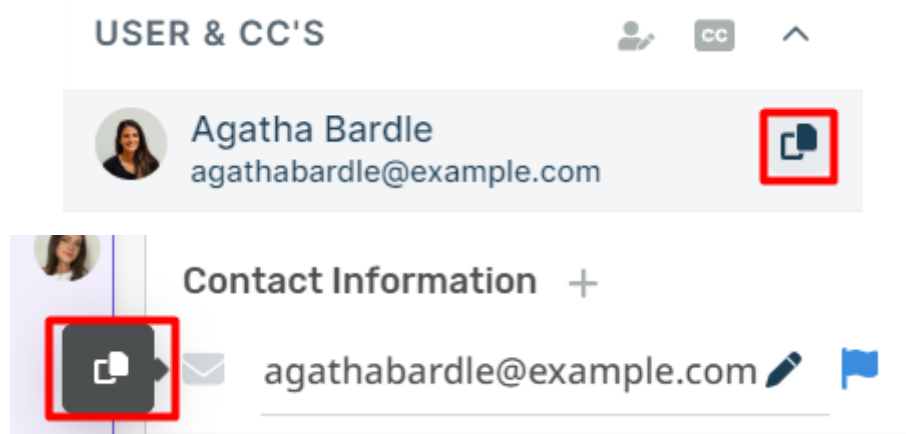 USER & CC'S
CC
Agatha Bardle
agathabardle@example.com
Contact Information +
agathabardle@example.com